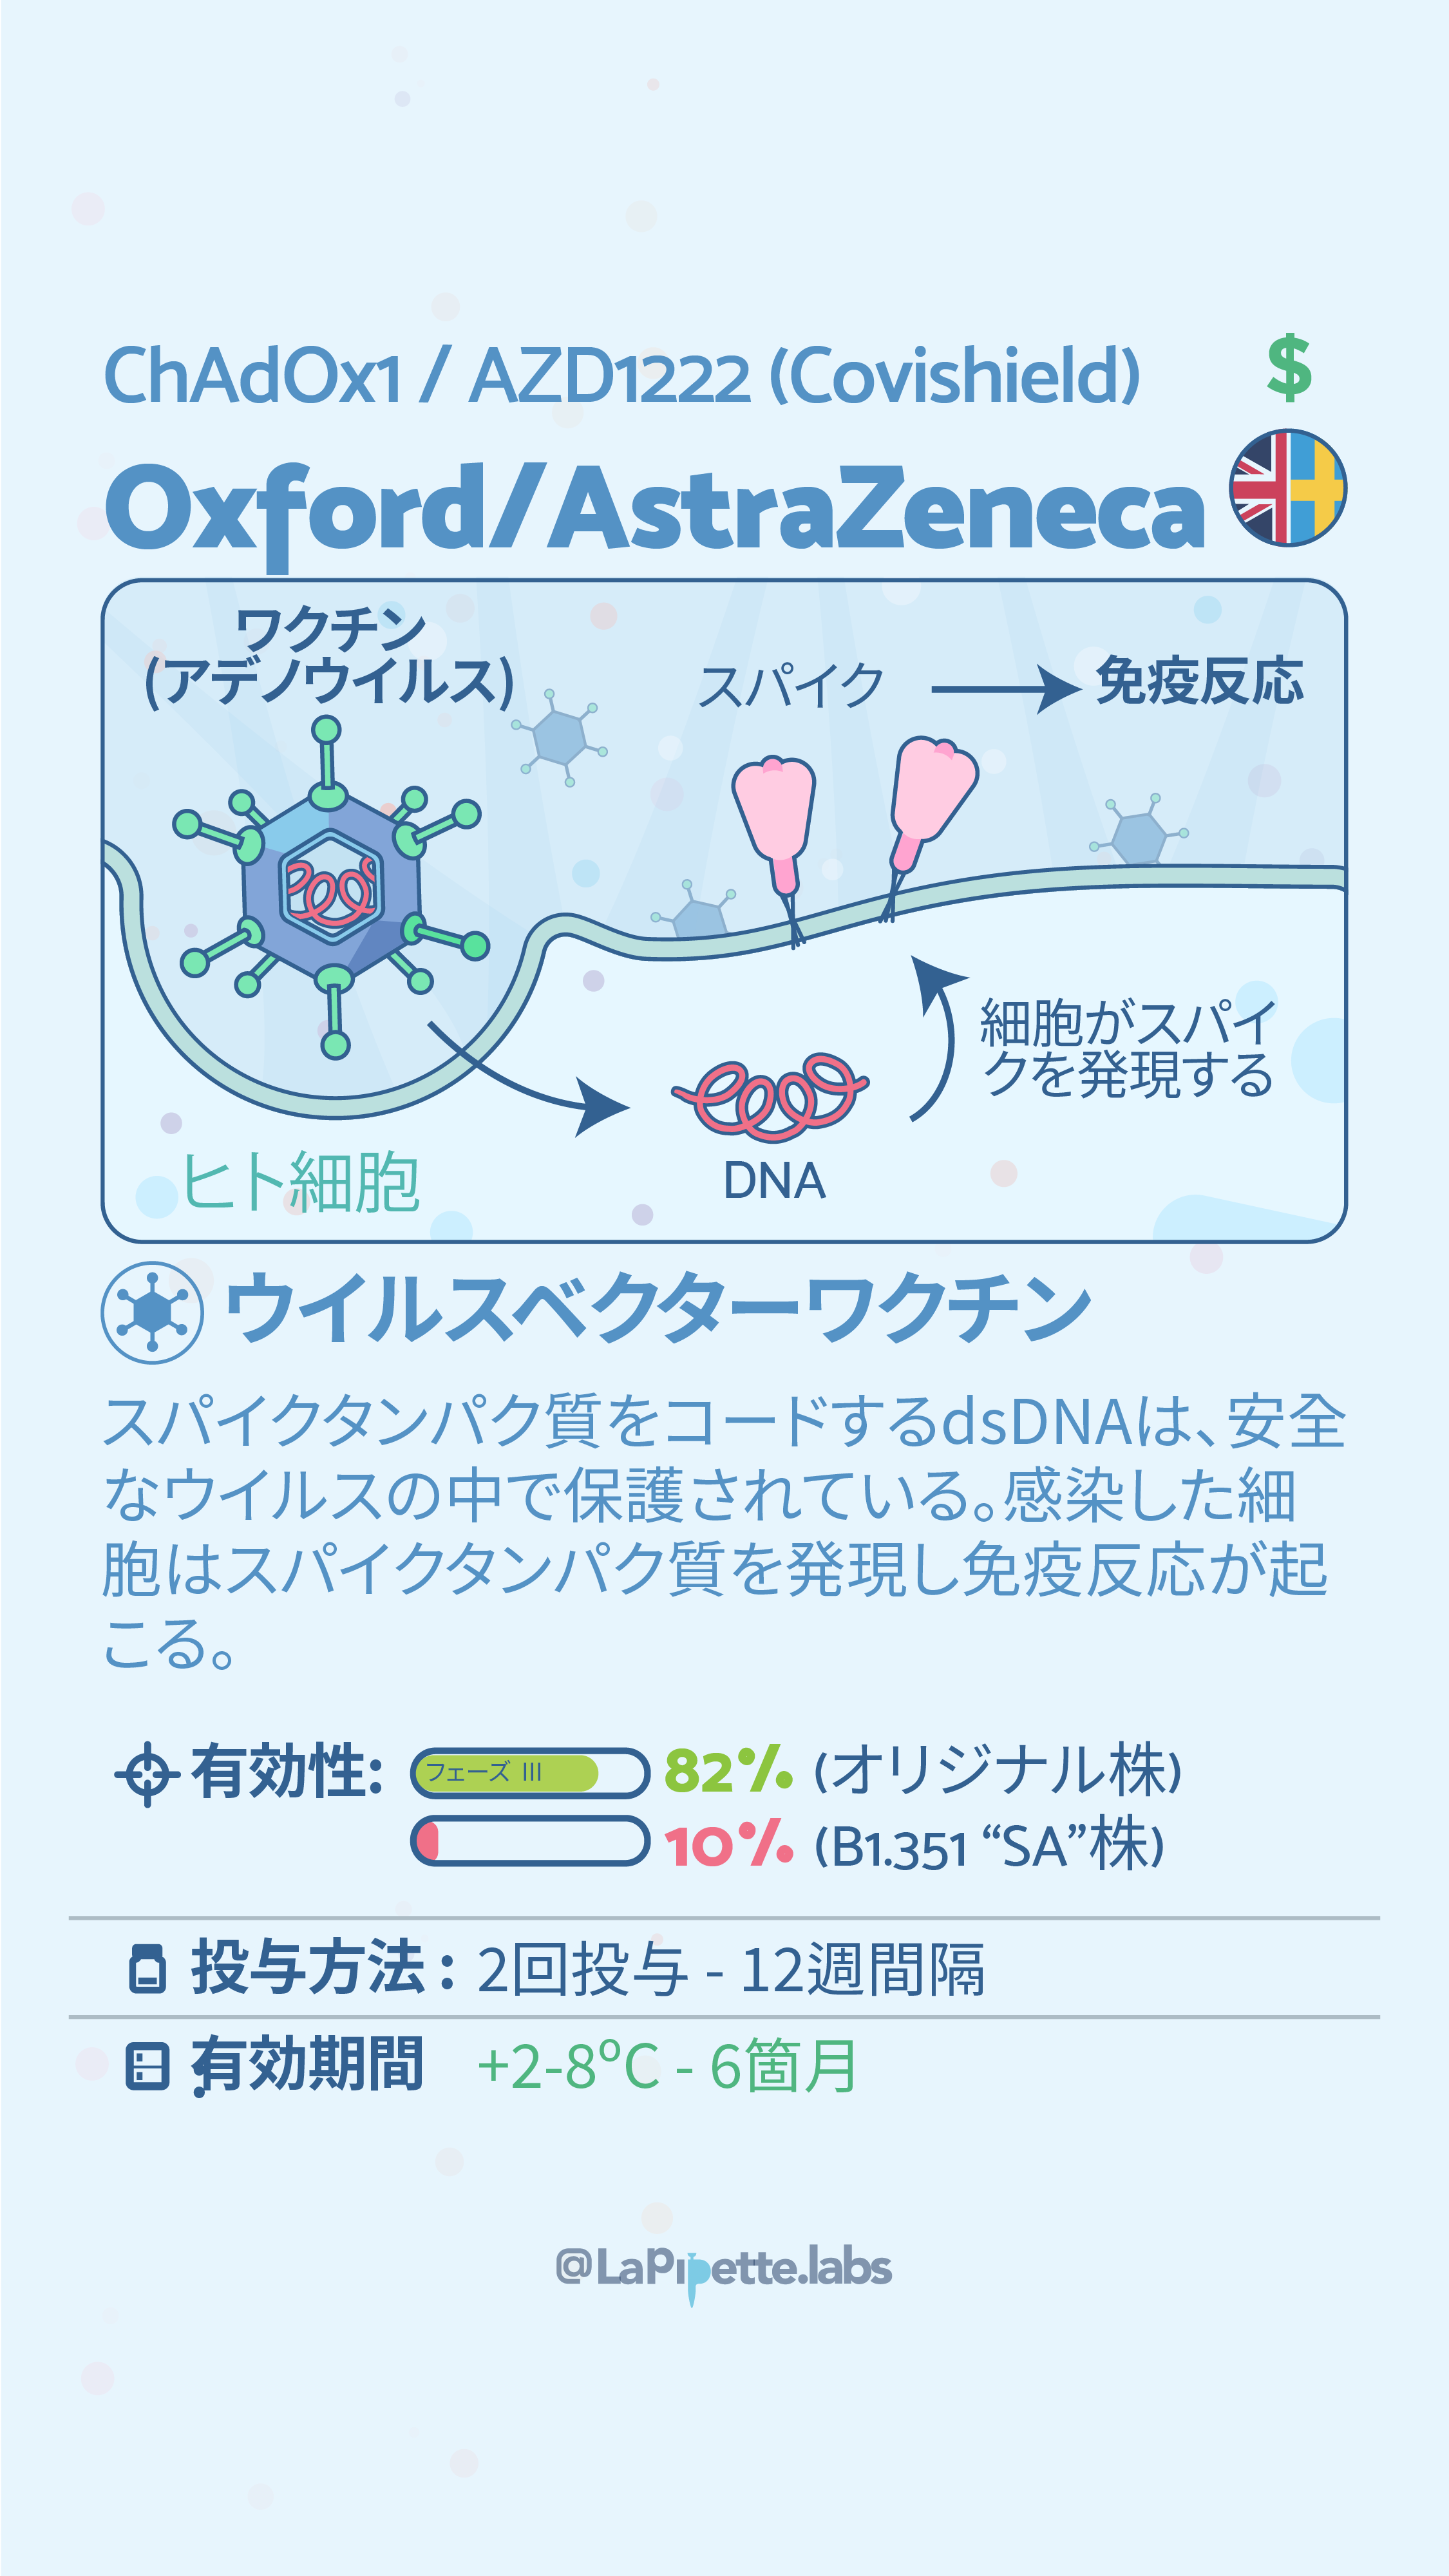 ChAdOx1 / AZD1222 (Covishield)
$
Oxford/AstraZeneca
ワクチン
(アデノウイルス)
スパイク
免疫反応
細胞がスパイ
クを発現する
DNA
ヒト細胞
ウイルスベクターワクチン
スパイクタンパク質をコードするdsDNAは、安全
なウイルスの中で保護されている。感染した細
胞はスパイクタンパク質を発現し免疫反応が起
こる。
有効性: フェーズ III 82% (オリジナル株)
10% (B1.351 “SA”株)
投与方法 : 2回投与 - 12週間隔
有効期間: +2-8ºC - 6箇月
@LaPipette.labs